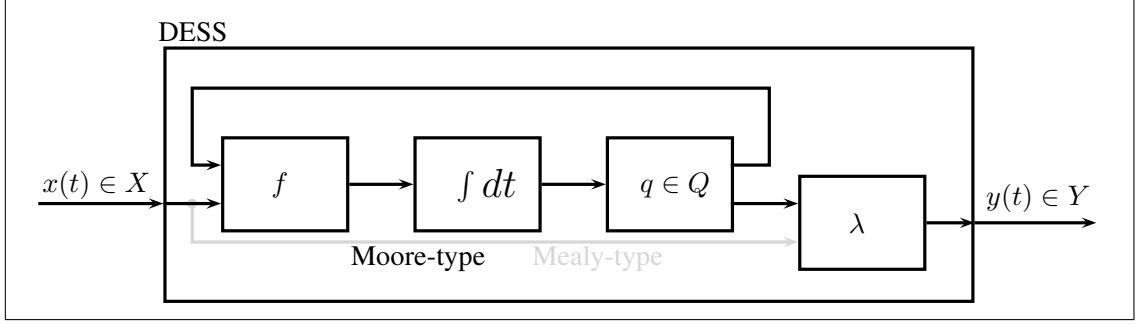 DESS
x(t) ∈ X
f
∫ dt
q ∈ Q
λ
y(t) ∈ Y
Moore-type
Mealy-type